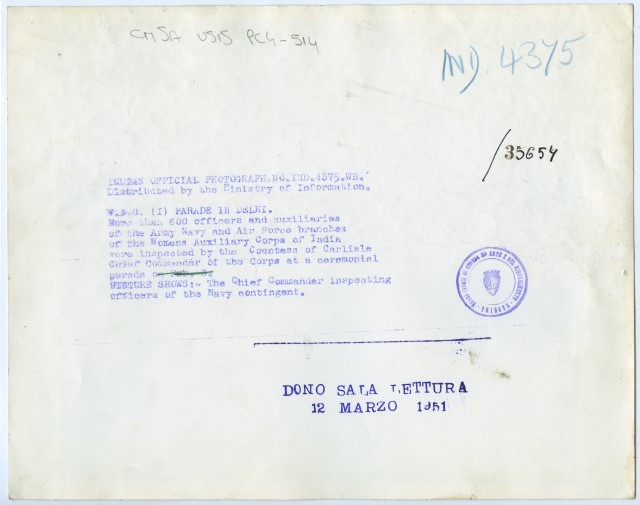 CMSA USIS PC4-514
IND. 4375
35654
INDIAN OFFICIAL PHOTOGRAPH.NO.IND.4375.WB.
Distributed by the Ministry of Information.
PARADE IN DELHI.
More than 600 officers and auxiliaries
of the Army Navy and Air Force branches
of the Womens Auxiliary Corps of India
were inspected by the Countess of Carlisle
Chief Commander of the Corps at a ceremonial
parade
PICTURE SHOWS:- The Chief Commander inspecting
officers of the Navy contingent.
DONO SALA LETTURA
12 MARZO 1951